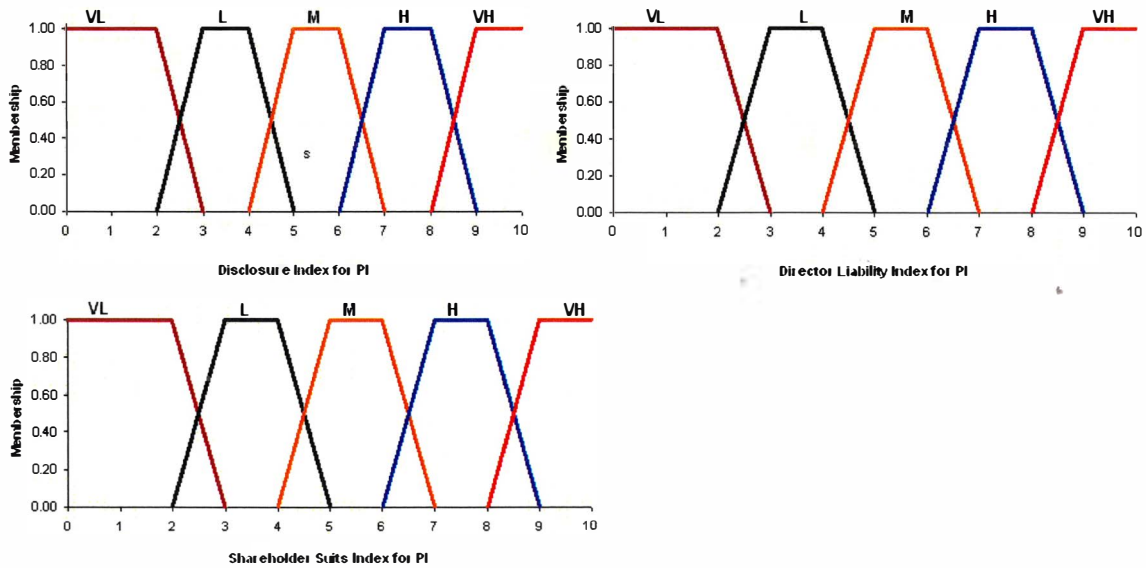 VL L M H VH
1.00
0.80
0.60
0.40
0.20
0.00
Membership
s
0 1 2 3 4 5 6 7 8 9 10
Disclosure Index for PI
VL L M H VH
1.00
0.80
0.60
0.40
0.20
0.00
Membership
0 1 2 3 4 5 6 7 8 9 10
Director Liability Index for PI
VL L M H VH
1.00
0.80
0.60
0.40
0.20
0.00
Membership
0 1 2 3 4 5 6 7 8 9 10
Shareholder Suits Index for PI